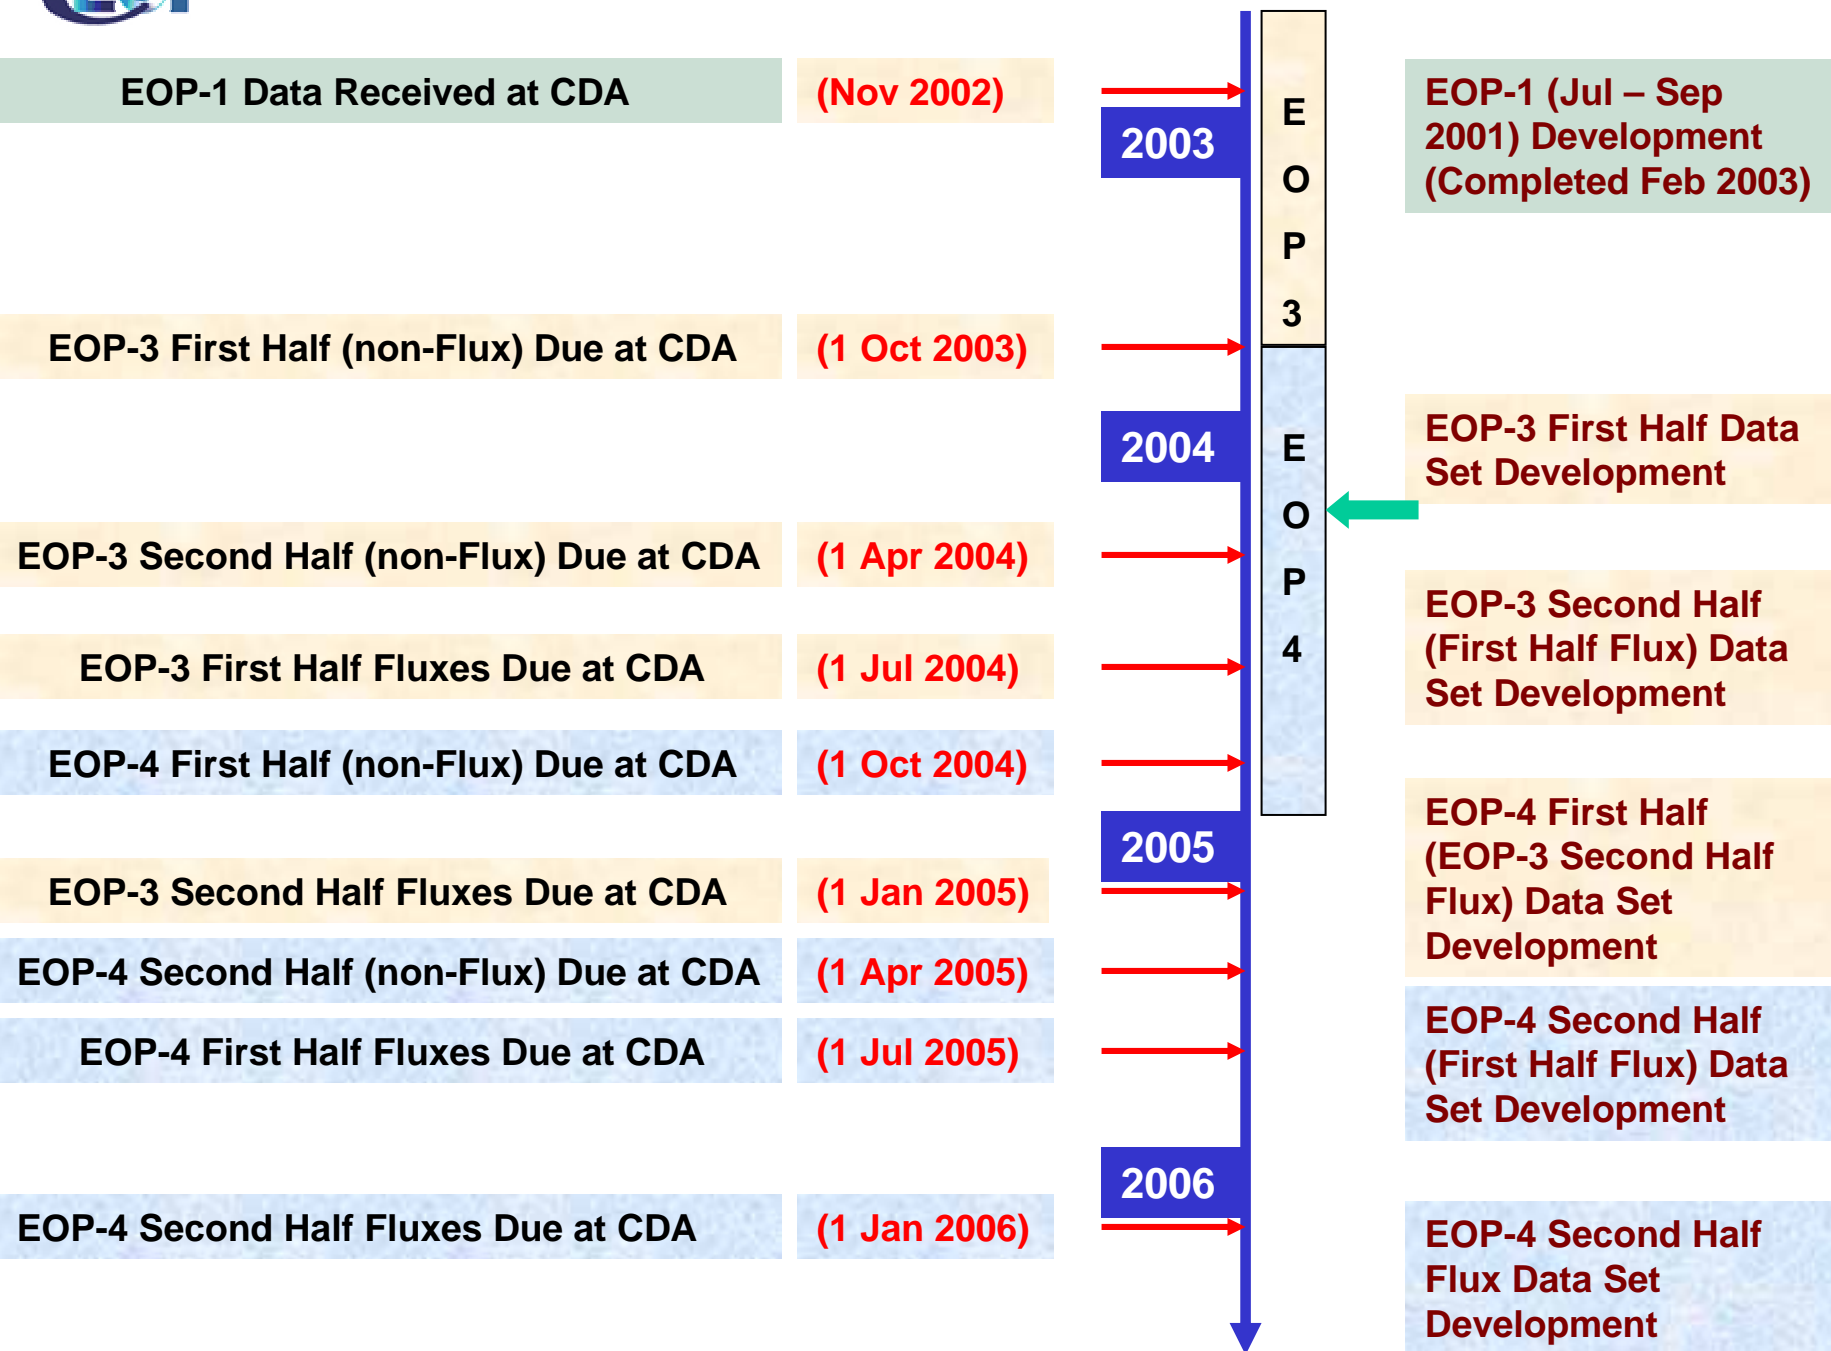 EOP-1 Data Received at CDA
(Nov 2002)
2003
EOP-1 (Jul – Sep
2001) Development
(Completed Feb 2003)
E
O
P
3
EOP-3 First Half (non-Flux) Due at CDA
(1 Oct 2003)
2004
EOP-3 First Half Data
Set Development
E
O
P
4
EOP-3 Second Half (non-Flux) Due at CDA
(1 Apr 2004)
EOP-3 Second Half
(First Half Flux) Data
Set Development
EOP-3 First Half Fluxes Due at CDA
(1 Jul 2004)
EOP-4 First Half (non-Flux) Due at CDA
(1 Oct 2004)
2005
EOP-4 First Half
(EOP-3 Second Half
Flux) Data Set
Development
EOP-3 Second Half Fluxes Due at CDA
(1 Jan 2005)
EOP-4 Second Half (non-Flux) Due at CDA
(1 Apr 2005)
EOP-4 Second Half
(First Half Flux) Data
Set Development
EOP-4 First Half Fluxes Due at CDA
(1 Jul 2005)
2006
EOP-4 Second Half Fluxes Due at CDA
(1 Jan 2006)
EOP-4 Second Half
Flux Data Set
Development